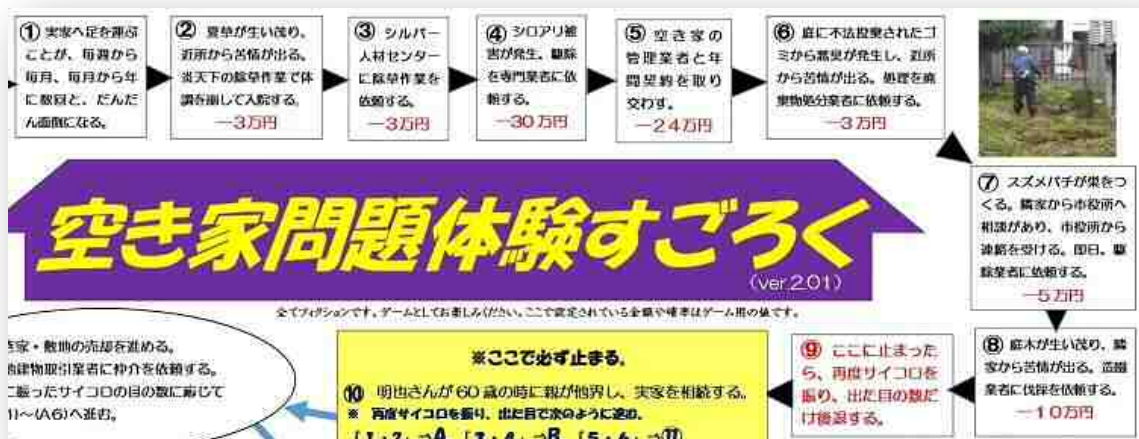 ① 実家へ足を運ぶ
ことが、毎週から
毎月、毎月から年
に数回と、だんだ
ん面倒になる。
② 夏草が生い茂り、
近所から苦情が出る。
炎天下の除草作業で体
調を崩して入院する。
−3万円
③ シルバー
人材センター
に除草作業を
依頼する。
−3万円
④ シロアリ被
害が発生、駆除
を専門業者に依
頼する。
−30万円
⑤ 空き家の
管理業者と年
間契約を取り
交わす。
−24万円
⑥ 庭に不法投棄されたゴ
ミから悪臭が発生し、近所
から苦情が出る。処理を廃
棄物処分業者に依頼する。
−3万円
⑦ スズメバチが巣をつ
くる。隣家から市役所へ
相談があり、市役所から
連絡を受ける。即日、駆
除業者に依頼する。
−5万円
空き家問題体験すごろく
(ver.2.01)
全てフィクションです。ゲームとしてお楽しみください。ここで設定されている金額や確率はゲーム用の値です。
⑧ 庭木が生い茂り、隣
家から苦情が出る。造園
業者に伐採を依頼する。
−10万円
⑨ ここに止まった
ら、再度サイコロを
振り、出た目の数だ
け後退する。
※ここで必ず止まる。
⑩ 明也さんが60歳の時に親が他界し、実家を相続する。
※ 再度サイコロを振り、出た目で次のように進む。
「1・2」⇒A 「3・4」⇒B 「5・6」⇒⑪
家・敷地の売却を進める。
建物取引業者に仲介を依頼する。
振ったサイコロの目の数に応じて
1)～(A6)へ進む。